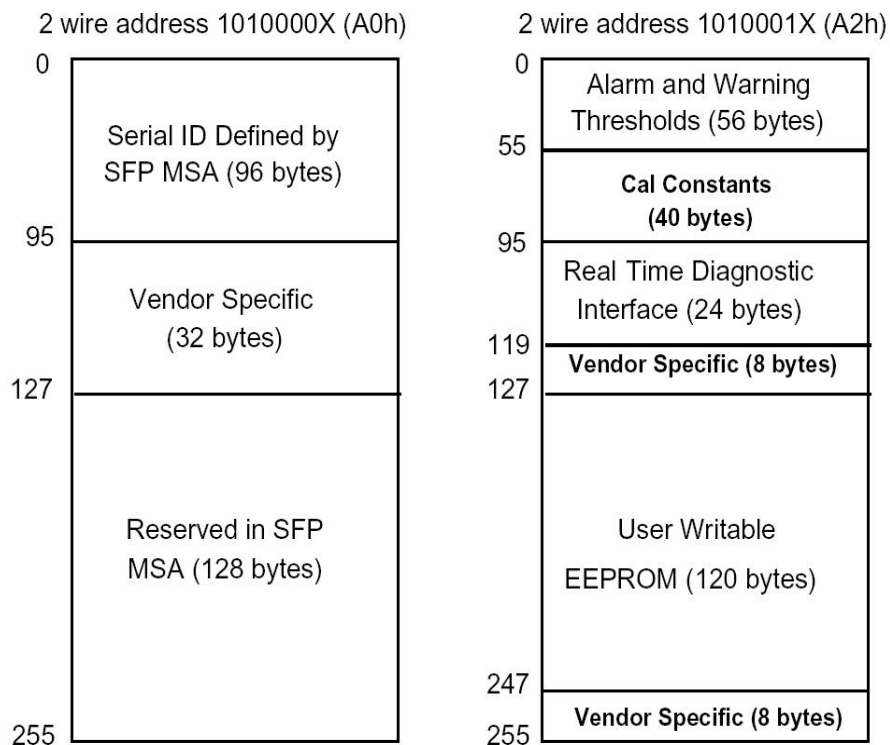 2 wire address 1010000X (A0h)
0
Serial ID Defined by
SFP MSA (96 bytes)
95
Vendor Specific
(32 bytes)
127
Reserved in SFP
MSA (128 bytes)
255
2 wire address 1010001X (A2h)
0
Alarm and Warning
Thresholds (56 bytes)
55
Cal Constants
(40 bytes)
95
Real Time Diagnostic
Interface (24 bytes)
119
Vendor Specific (8 bytes)
127
User Writable
EEPROM (120 bytes)
247
Vendor Specific (8 bytes)
255